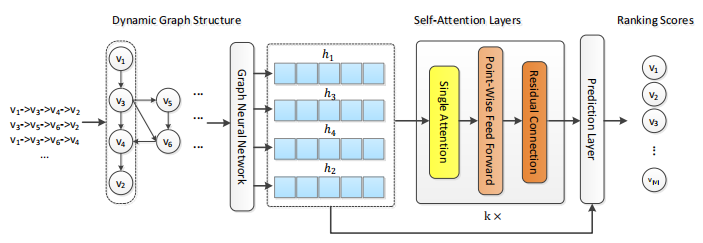 Dynamic Graph Structure
Self-Attention Layers
Ranking Scores
v₁->v₃->v₄->v₂
v₃->v₅->v₆->v₂
v₁->v₃->v₆->v₄
...
v₁
v₃
v₄
v₂
v₅
v₆
...
...
...
Graph Neural Network
h₁
h₃
h₄
h₂
Single Attention
Point-Wise Feed Forward
Residual Connection
k ×
Prediction Layer
v₁
v₂
v₃
⋮
v|V|